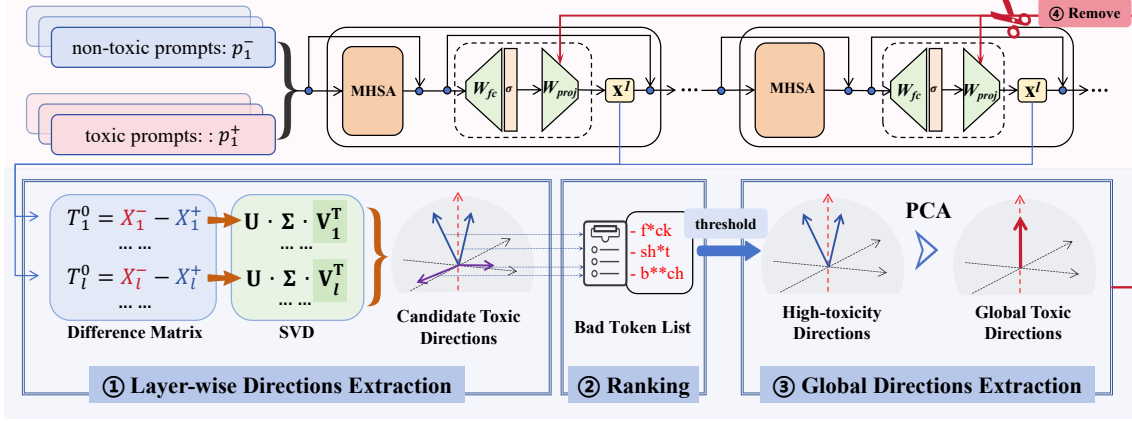 ④ Remove
non-toxic prompts: p₁⁻
toxic prompts: : p₁⁺
MHSA
W_fc
σ
W_proj
x^l
...
MHSA
W_fc
σ
W_proj
x^l
...
T₁⁰ = X₁⁻ − X₁⁺
... ...
T_l⁰ = X_l⁻ − X_l⁺
... ...
Difference Matrix
U · Σ · V₁ᵀ
... ...
U · Σ · V_lᵀ
... ...
SVD
Candidate Toxic
Directions
- f*ck
- sh*t
- b**ch
Bad Token List
threshold
High-toxicity
Directions
PCA
Global Toxic
Directions
① Layer-wise Directions Extraction
② Ranking
③ Global Directions Extraction